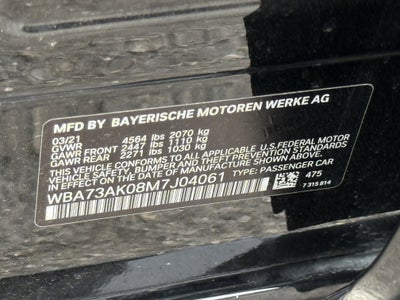 MFD BY BAYERISCHE MOTOREN WERKE AG
03/21
GVWR 4564 lbs 2070 kg
GAWR FRONT 2447 lbs 1110 kg
GAWR REAR 2271 lbs 1030 kg
THIS VEHICLE CONFORMS TO ALL APPLICABLE U.S. FEDERAL MOTOR
VEHICLE SAFETY, BUMPER, AND THEFT PREVENTION STANDARDS
IN EFFECT ON THE DATE OF MANUFACTURE SHOWN ABOVE.
WBA73AK08M7J04061 TYPE: PASSENGER CAR
475
7 315 814